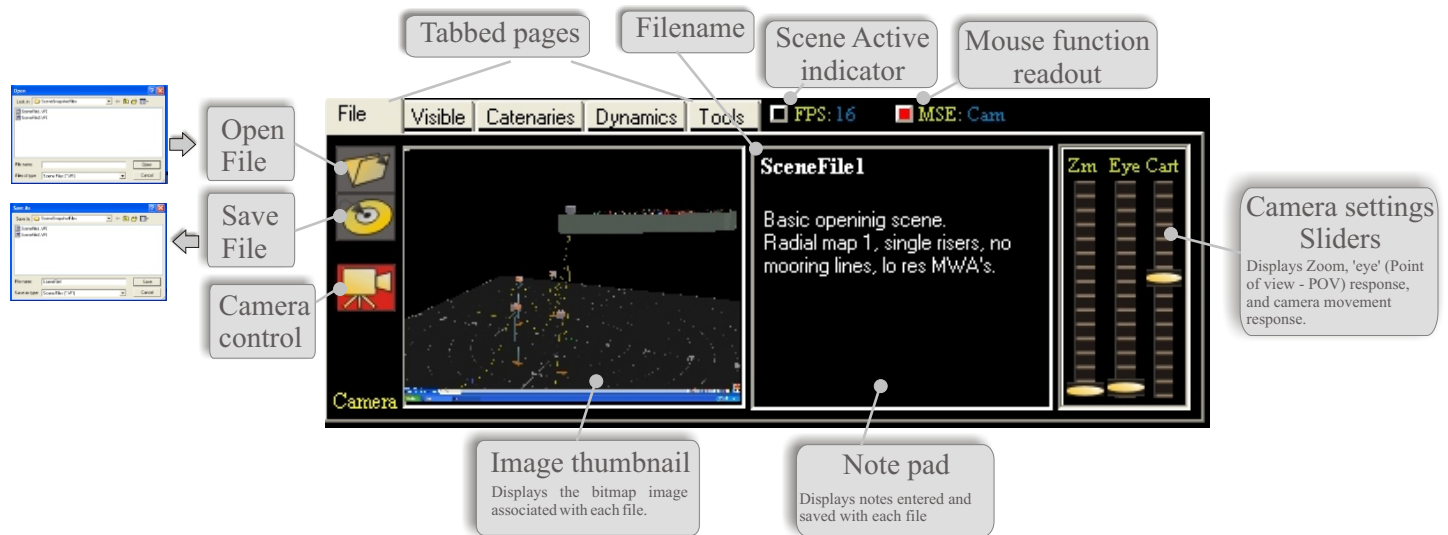 Tabbed pages
Filename
Scene Active
indicator
Mouse function
readout
Open
File
Save
File
Camera
control
File
Visible
Catenaries
Dynamics
Tools
FPS: 16
MSE: Cam
SceneFile1
Basic openinig scene.
Radial map 1, single risers, no
mooring lines, lo res MWA's.
Zm Eye Cart
Camera
Camera settings
Sliders
Displays Zoom, 'eye' (Point
of view - POV) response,
and camera movement
response.
Image thumbnail
Displays the bitmap image
associated with each file.
Note pad
Displays notes entered and
saved with each file
Open
Cancel
Save
Cancel